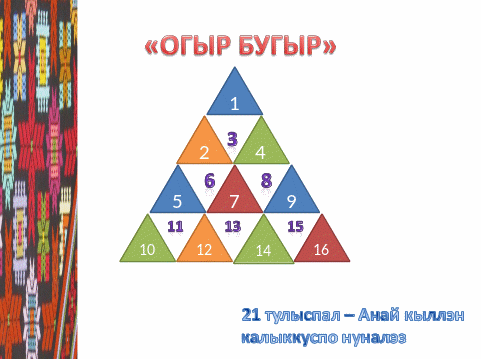 «ОГЫР БУГЫР»
1
2 3 4
5 6 7 8 9
10 11 12 13 14 15 16
21 тулыспал – Анай кыллэн
калыккуспо нуналэз